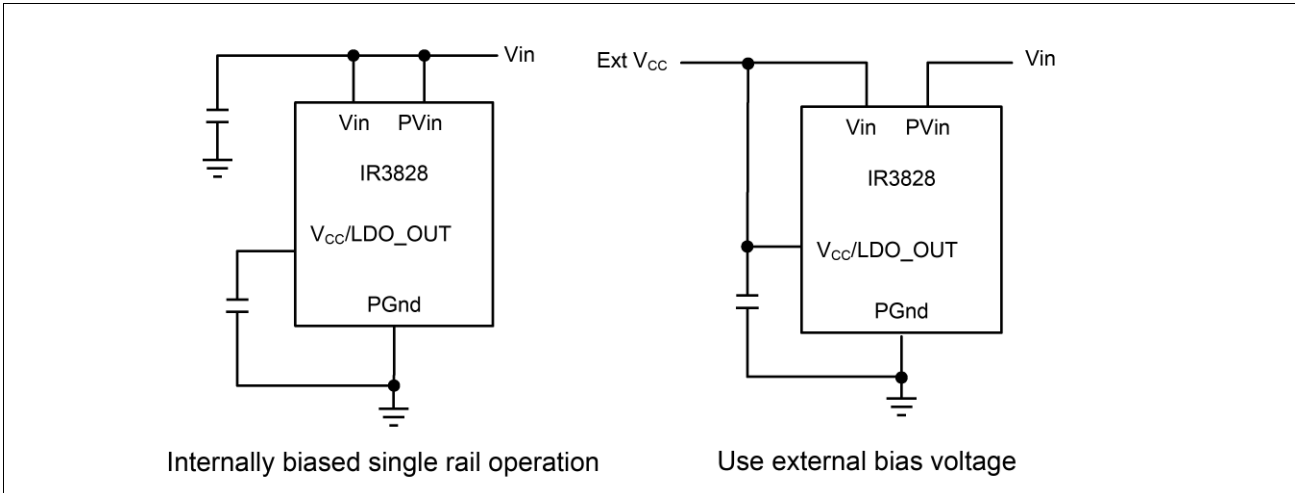 Vin
Vin PVin
IR3828
VCC/LDO_OUT
PGnd
Internally biased single rail operation
Ext VCC
Vin
Vin PVin
IR3828
VCC/LDO_OUT
PGnd
Use external bias voltage